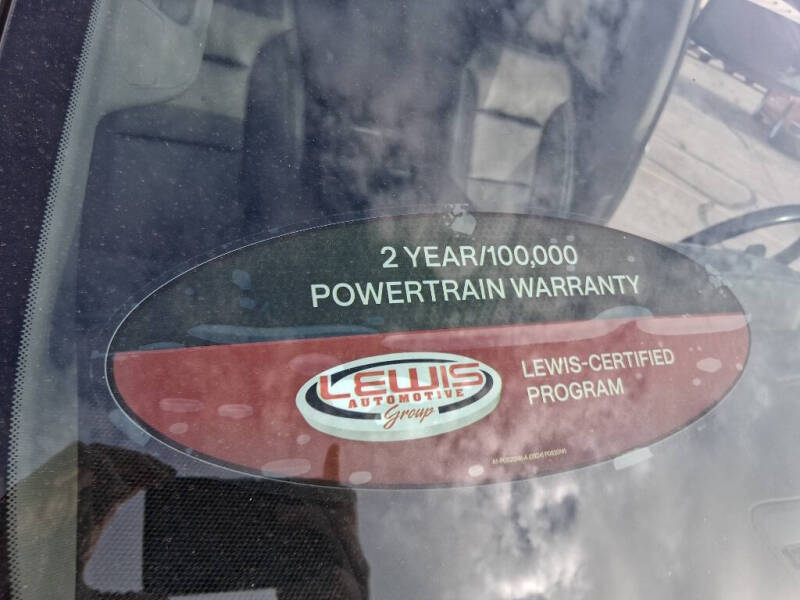 2 YEAR/100,000
POWERTRAIN WARRANTY
LEWIS
AUTOMOTIVE
Group
LEWIS-CERTIFIED
PROGRAM